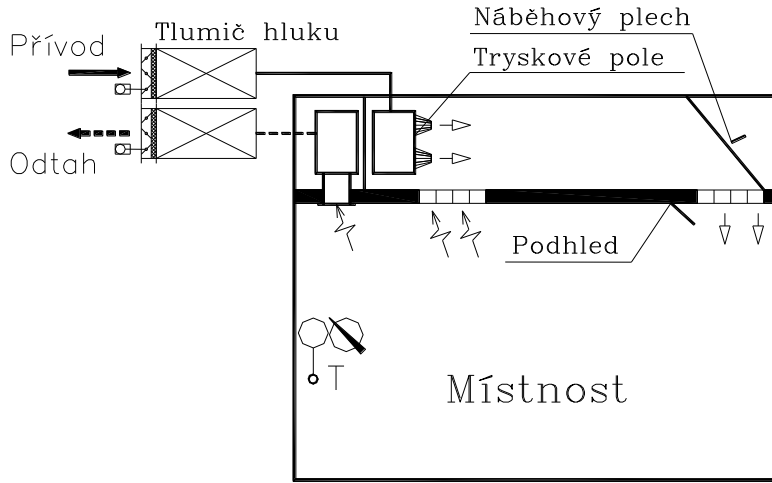 Přívod
Tlumič hluku
Náběhový plech
Tryskové pole
Odtah
Podhled
T
Místnost